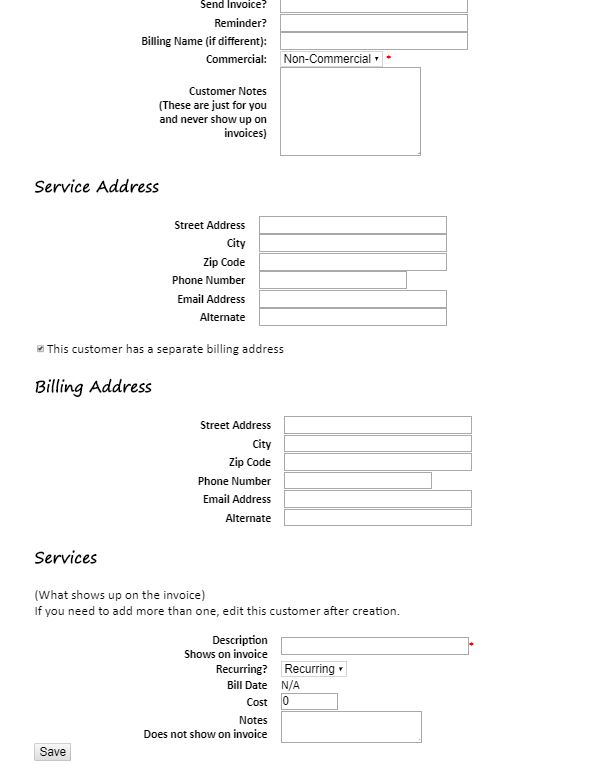 Send Invoice?
Reminder?
Billing Name (if different):
Commercial: Non-Commercial *
Customer Notes
(These are just for you
and never show up on
invoices)
Service Address
Street Address
City
Zip Code
Phone Number
Email Address
Alternate
This customer has a separate billing address
Billing Address
Street Address
City
Zip Code
Phone Number
Email Address
Alternate
Services
(What shows up on the invoice)
If you need to add more than one, edit this customer after creation.
Description
Shows on invoice *
Recurring? Recurring
Bill Date N/A
Cost 0
Notes
Does not show on invoice
Save